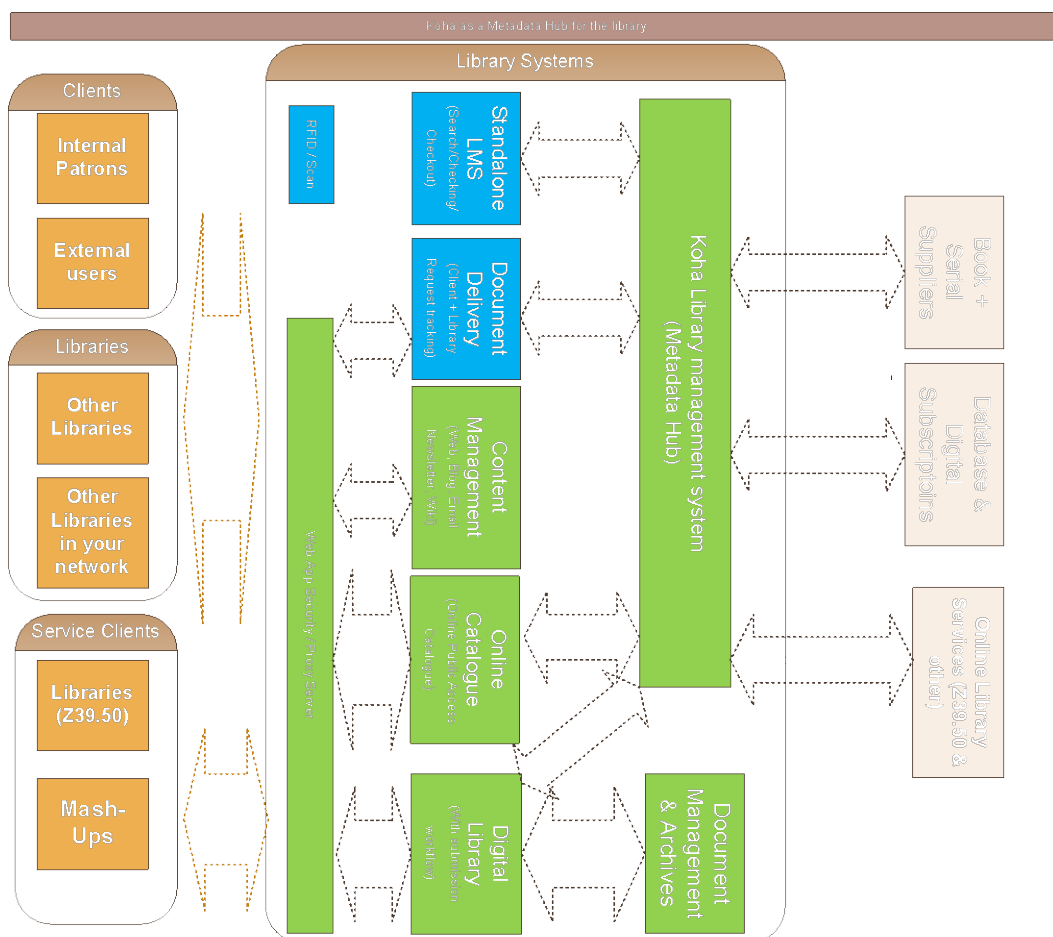 Koha as a Metadata Hub for the library
Clients
Internal
Patrons
External
users
Libraries
Other
Libraries
Other
Libraries
in your
network
Service Clients
Libraries
(Z39.50)
Mash-
Ups
Library Systems
RFID / Scan
Web App Security / Proxy Server
Standalone
LMS
(Search/Checking/
Checkout)
Document
Delivery
(Client + Library
Request tracking)
Content
Management
(Web, Blog, Email
Newsletter, Wiki)
Online
Catalogue
(Online Public Access
Catalogue)
Digital
Library
(With submission
workflow)
Koha Library management system
(Metadata Hub)
Document
Management
& Archives
Book +
Serial
Suppliers
Database &
Digital
Subscriptoins
Online Library
Services (Z39.50 &
other)